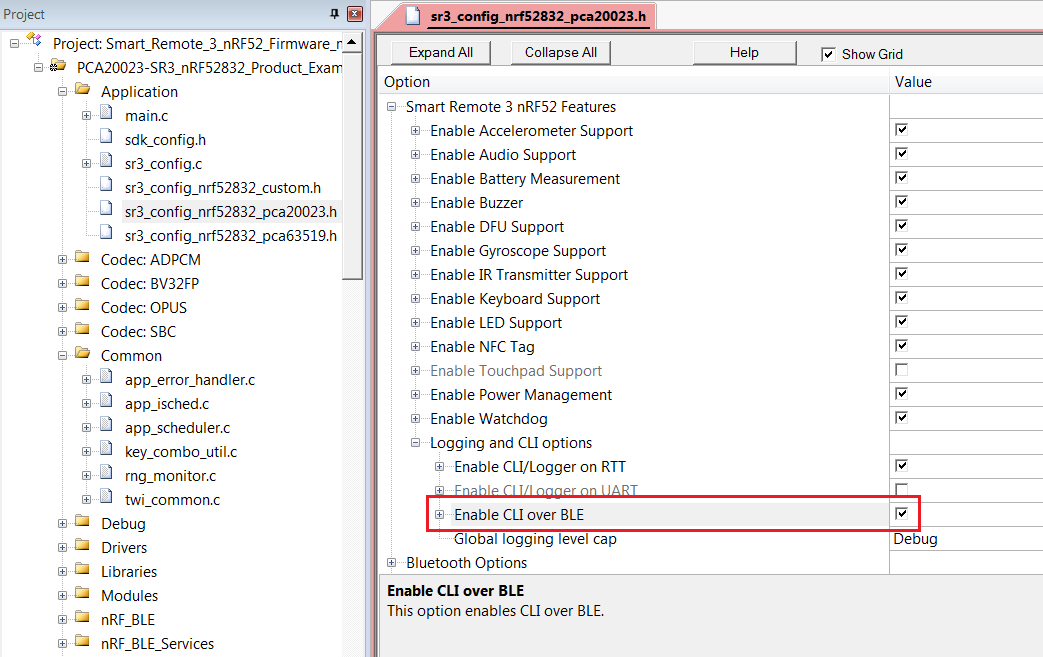 Project
Project: Smart_Remote_3_nRF52_Firmware_n
PCA20023-SR3_nRF52832_Product_Exam
Application
main.c
sdk_config.h
sr3_config.c
sr3_config_nrf52832_custom.h
sr3_config_nrf52832_pca20023.h
sr3_config_nrf52832_pca63519.h
Codec: ADPCM
Codec: BV32FP
Codec: OPUS
Codec: SBC
Common
app_error_handler.c
app_isched.c
app_scheduler.c
key_combo_util.c
rng_monitor.c
twi_common.c
Debug
Drivers
Libraries
Modules
nRF_BLE
nRF_BLE_Services
sr3_config_nrf52832_pca20023.h
Expand All Collapse All Help Show Grid
Option Value
Smart Remote 3 nRF52 Features
Enable Accelerometer Support
Enable Audio Support
Enable Battery Measurement
Enable Buzzer
Enable DFU Support
Enable Gyroscope Support
Enable IR Transmitter Support
Enable Keyboard Support
Enable LED Support
Enable NFC Tag
Enable Touchpad Support
Enable Power Management
Enable Watchdog
Logging and CLI options
Enable CLI/Logger on RTT
Enable CLI/Logger on UART
Enable CLI over BLE
Global logging level cap Debug
Bluetooth Options
Enable CLI over BLE
This option enables CLI over BLE.